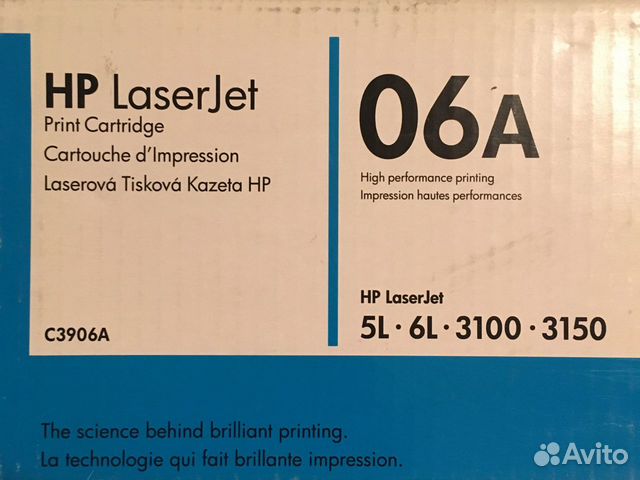 HP LaserJet
Print Cartridge
Cartouche d'Impression
Laserová Tisková Kazeta HP
C3906A
06A
High performance printing
Impression hautes performances
HP LaserJet
5L · 6L · 3100 · 3150
The science behind brilliant printing.
La technologie qui fait brillante impression.
Avito